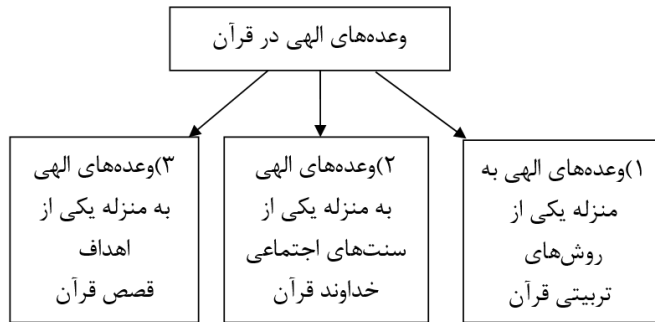 وعده‌های الهی در قرآن
۱)وعده‌های الهی به
منزله یکی از
روش‌های
تربیتی قرآن
۲)وعده‌های الهی
به منزله یکی از
سنت‌های اجتماعی
خداوند قرآن
۳)وعده‌های الهی
به منزله یکی از
اهداف
قصص قرآن